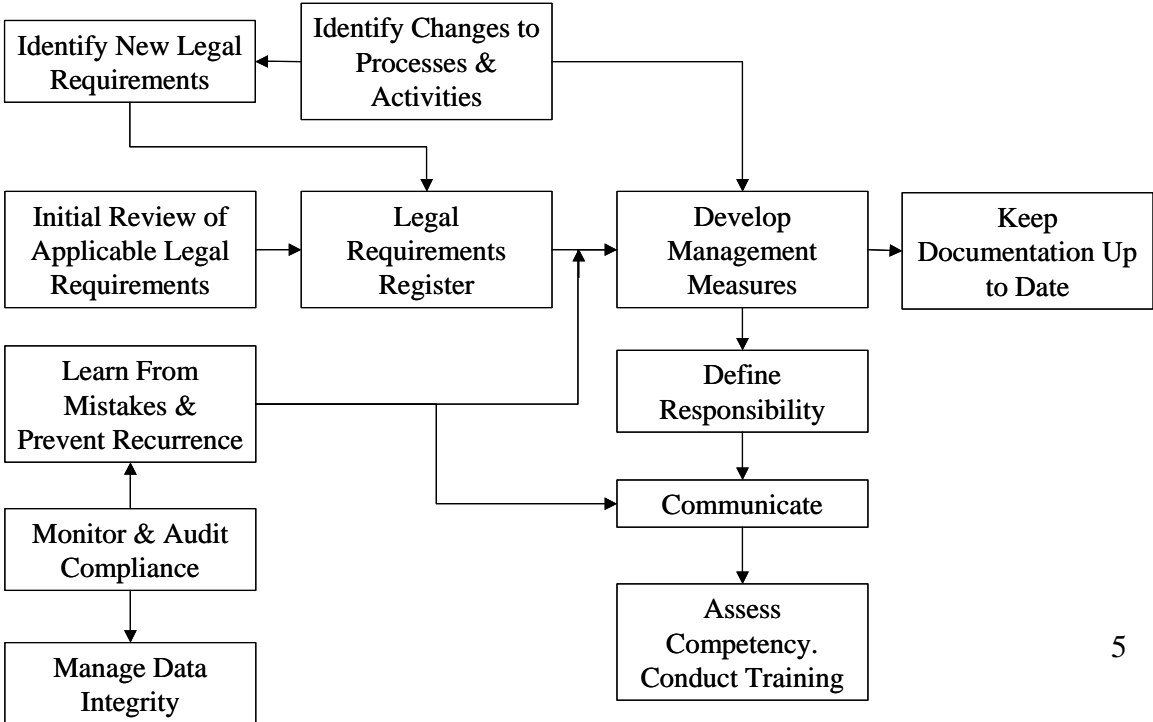 Identify New Legal
Requirements
Identify Changes to
Processes &
Activities
Initial Review of
Applicable Legal
Requirements
Legal
Requirements
Register
Develop
Management
Measures
Keep
Documentation Up
to Date
Learn From
Mistakes &
Prevent Recurrence
Define
Responsibility
Communicate
Monitor & Audit
Compliance
Assess
Competency.
Conduct Training
Manage Data
Integrity
5